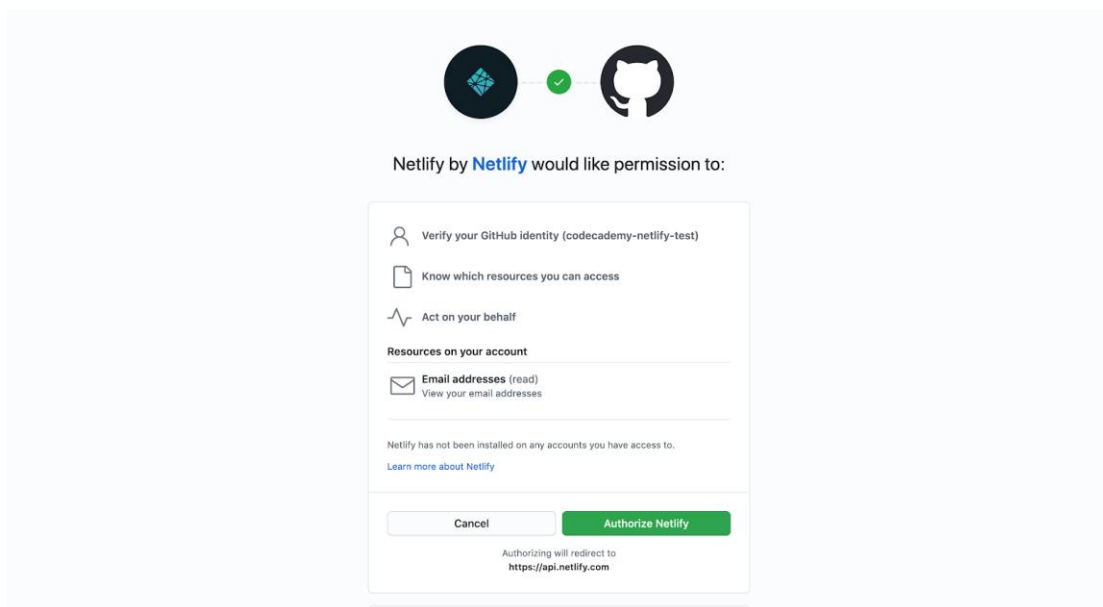 Netlify by Netlify would like permission to:
Verify your GitHub identity (codecademy-netlify-test)
Know which resources you can access
Act on your behalf
Resources on your account
Email addresses (read)
View your email addresses
Netlify has not been installed on any accounts you have access to.
Learn more about Netlify
Cancel
Authorize Netlify
Authorizing will redirect to
https://api.netlify.com